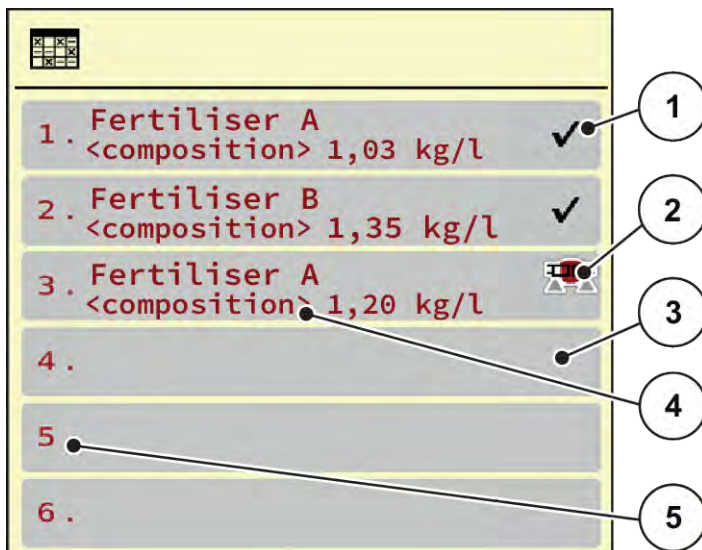 1. Fertiliser A
<composition> 1,03 kg/l
2. Fertiliser B
<composition> 1,35 kg/l
3. Fertiliser A
<composition> 1,20 kg/l
4.
5
6.
1
2
3
4
5